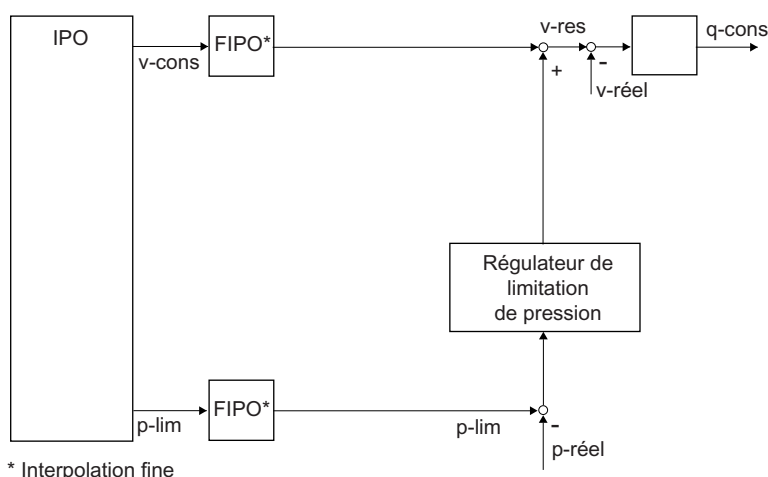 IPO
v-cons
FIPO*
v-res
+
-
v-réel
q-cons
Régulateur de
limitation
de pression
p-lim
FIPO*
p-lim
-
p-réel
* Interpolation fine